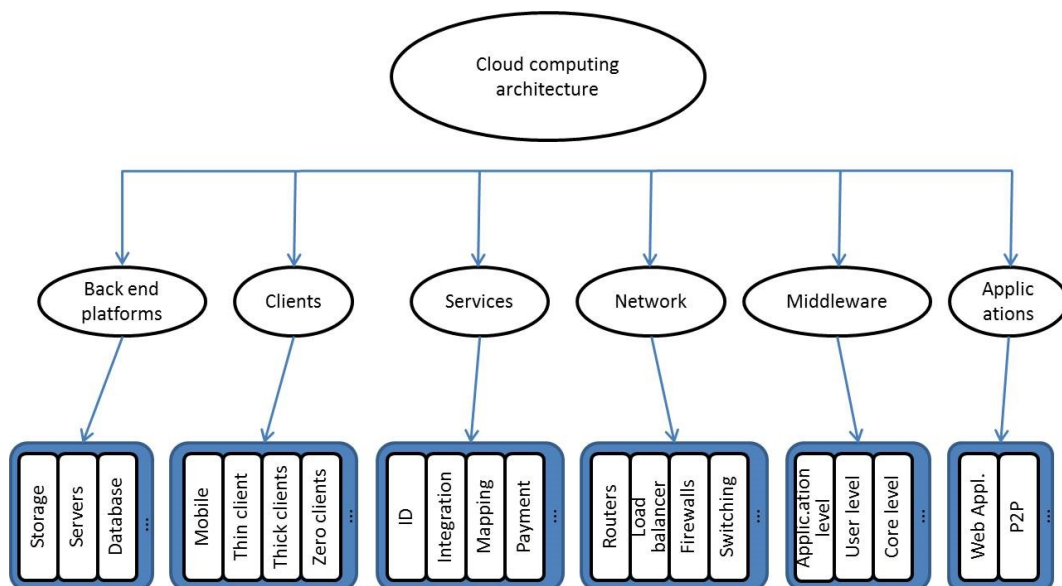 Cloud computing
architecture
Back end
platforms
Clients
Services
Network
Middleware
Applic
ations
Storage
Servers
Database
...
Mobile
Thin client
Thick clients
Zero clients
...
ID
Integration
Mapping
Payment
...
Routers
Load
balancer
Firewalls
Switching
...
Applic.ation
level
User level
Core level
...
Web Appl.
P2P
...